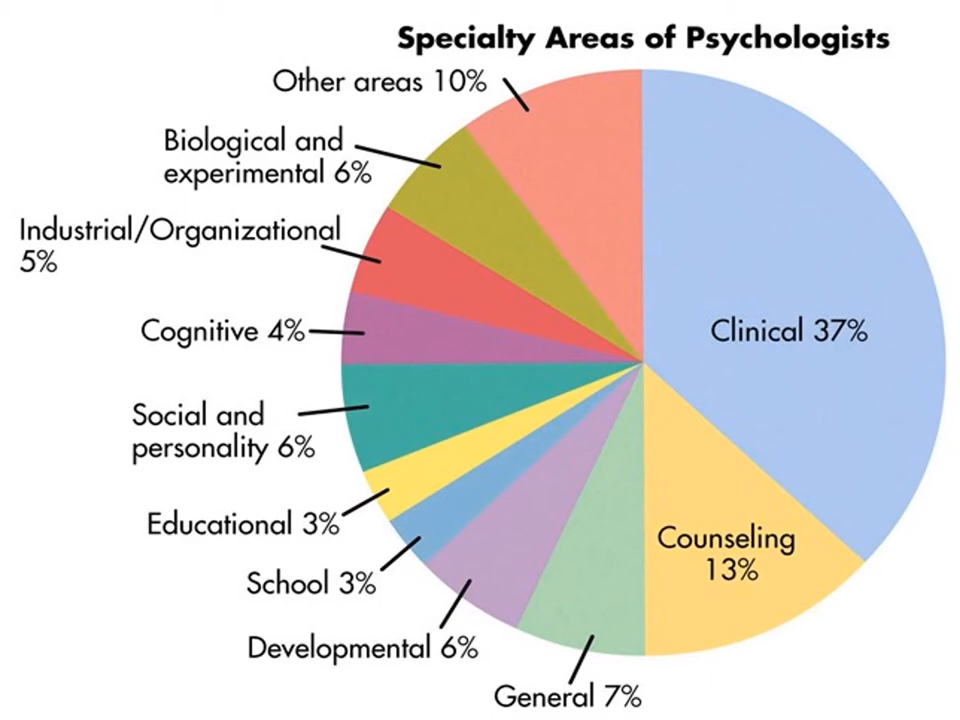 Specialty Areas of Psychologists
Other areas 10%
Biological and
experimental 6%
Industrial/Organizational
5%
Cognitive 4%
Social and
personality 6%
Educational 3%
School 3%
Developmental 6%
General 7%
Counseling
13%
Clinical 37%